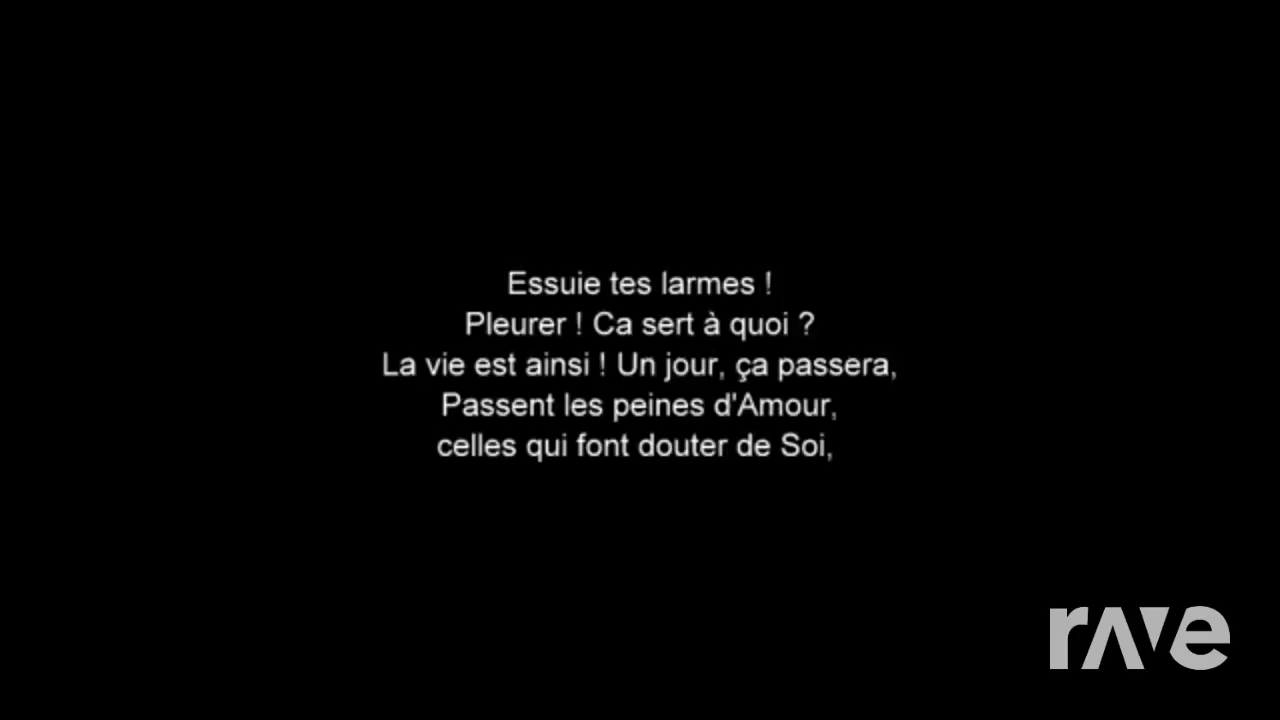 Essuie tes larmes !
Pleurer ! Ca sert à quoi ?
La vie est ainsi ! Un jour, ça passera,
Passent les peines d'Amour,
celles qui font douter de Soi,
rave